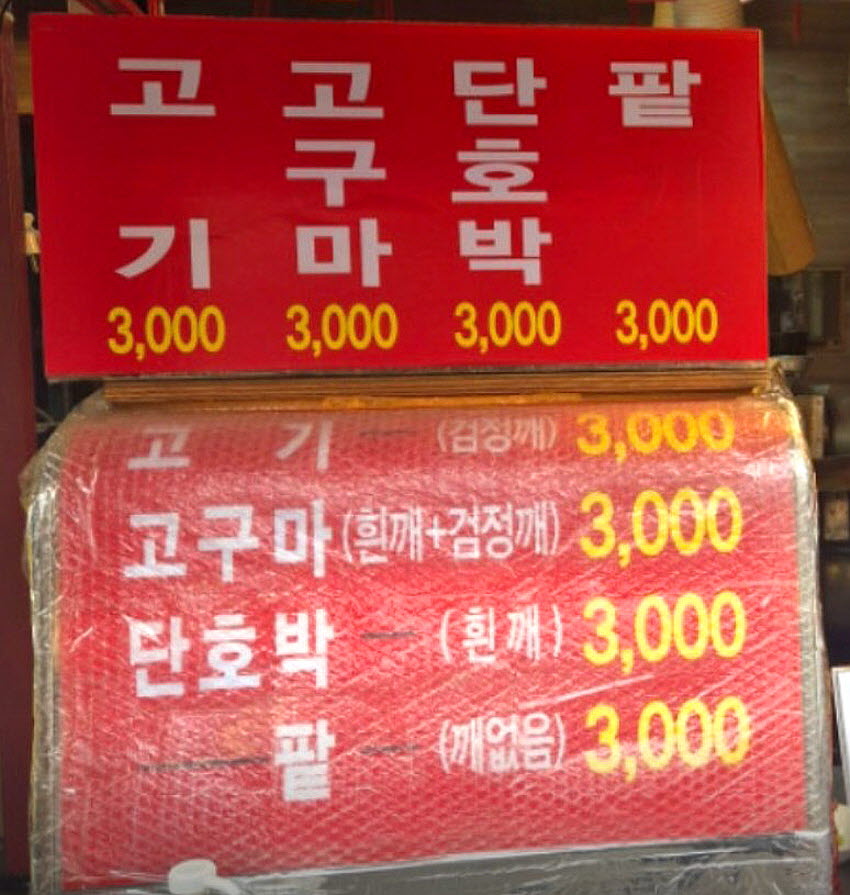 고기 고구마 단호박 팥
3,000 3,000 3,000 3,000
고 기 (검정깨) 3,000
고구마 (흰깨+검정깨) 3,000
단호박 (흰깨) 3,000
팥 (깨없음) 3,000